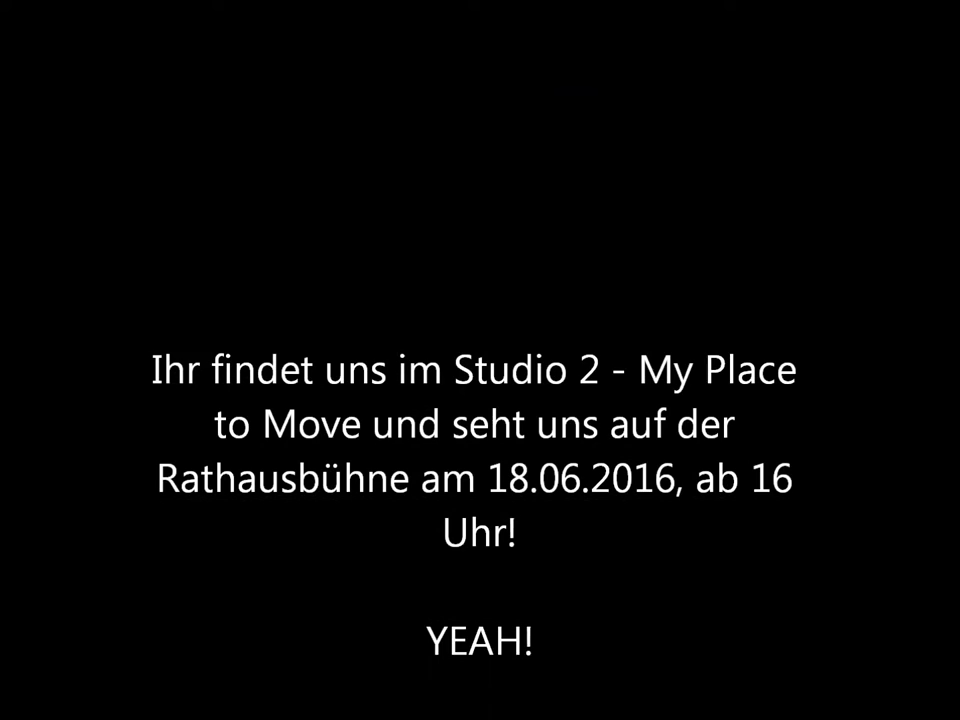 Ihr findet uns im Studio 2 - My Place
to Move und seht uns auf der
Rathausbühne am 18.06.2016, ab 16
Uhr!
YEAH!